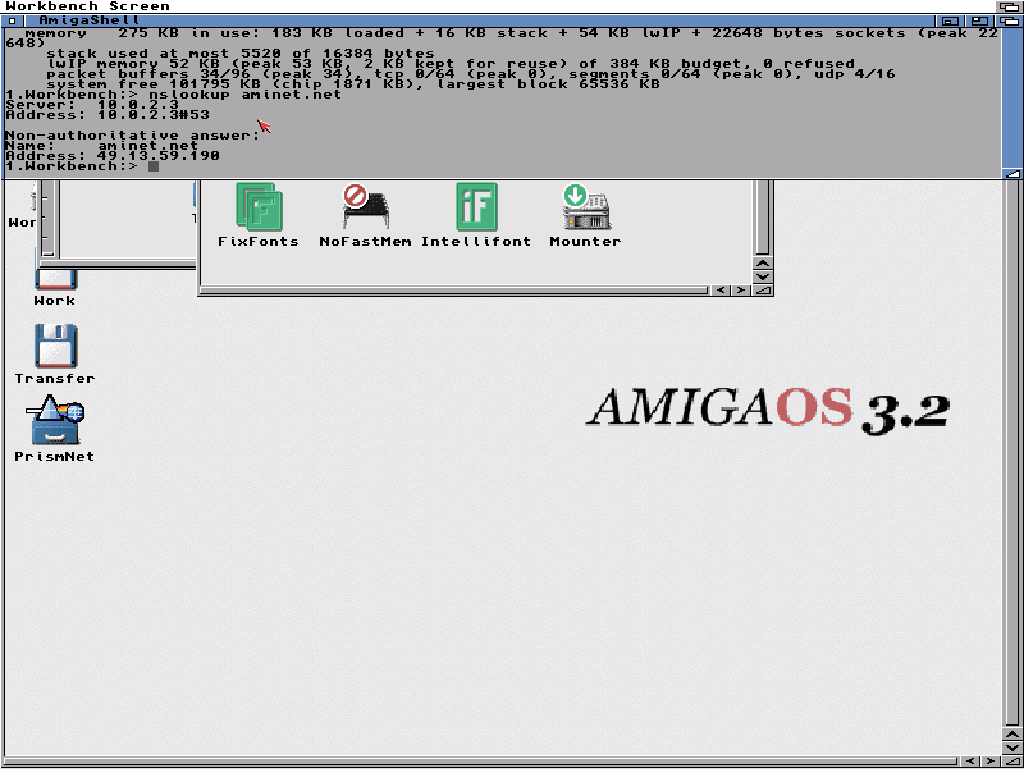 Workbench Screen
AmigaShell
memory 275 KB in use: 183 KB loaded + 16 KB stack + 54 KB lwIP + 22648 bytes sockets (peak 22
648)
stack used at most 5520 of 16384 bytes
lwIP memory 52 KB (peak 53 KB, 2 KB kept for reuse) of 384 KB budget, 0 refused
packet buffers 34/96 (peak 34), tcp 0/64 (peak 0), segments 0/64 (peak 0), udp 4/16
system free 101795 KB (chip 1871 KB), largest block 65536 KB
1.Workbench:> nslookup aminet.net
Server: 10.0.2.3
Address: 10.0.2.3#53
Non-authoritative answer:
Name: aminet.net
Address: 49.13.59.190
1.Workbench:>
FixFonts NoFastMem Intellifont Mounter
Work
Transfer
PrismNet
AMIGAOS 3.2